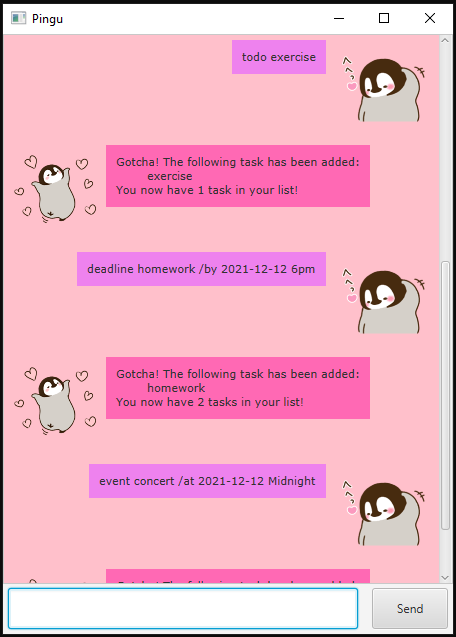 Pingu
todo exercise
Gotcha! The following task has been added:
exercise
You now have 1 task in your list!
deadline homework /by 2021-12-12 6pm
Gotcha! The following task has been added:
homework
You now have 2 tasks in your list!
event concert /at 2021-12-12 Midnight
Send